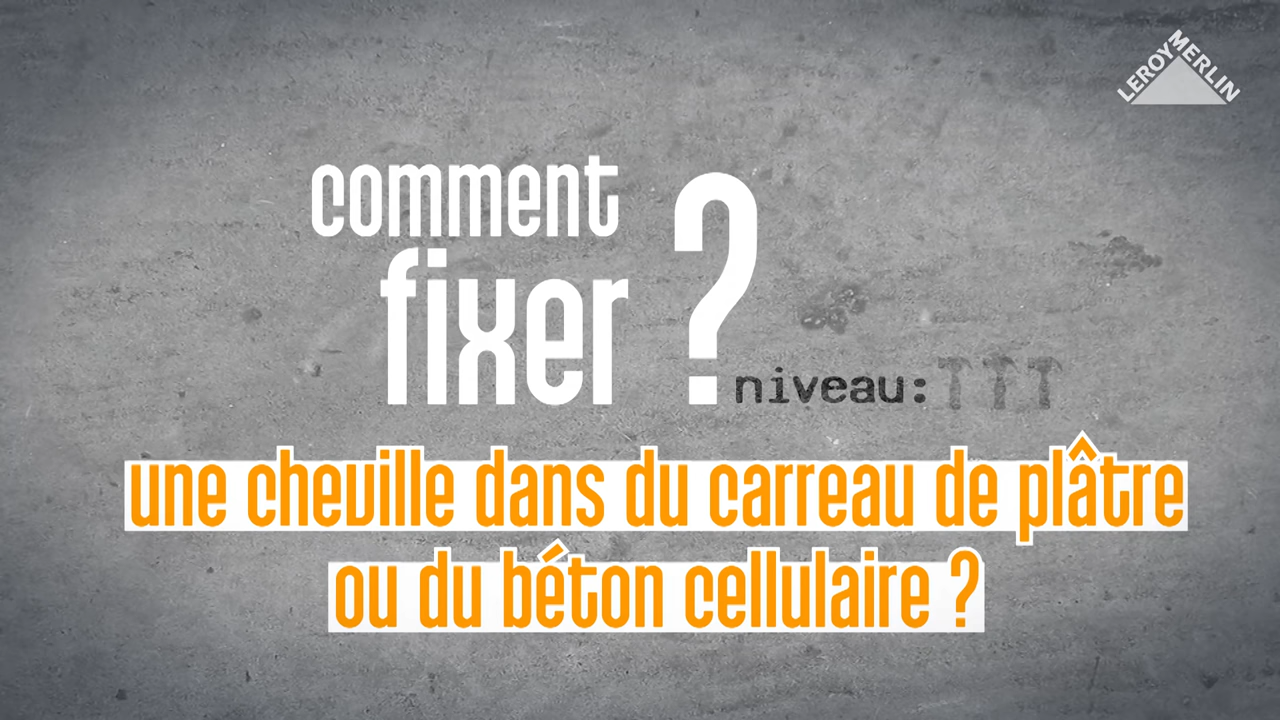 LEROY MERLIN
comment
fixer ?
niveau:
une cheville dans du carreau de plâtre
ou du béton cellulaire ?